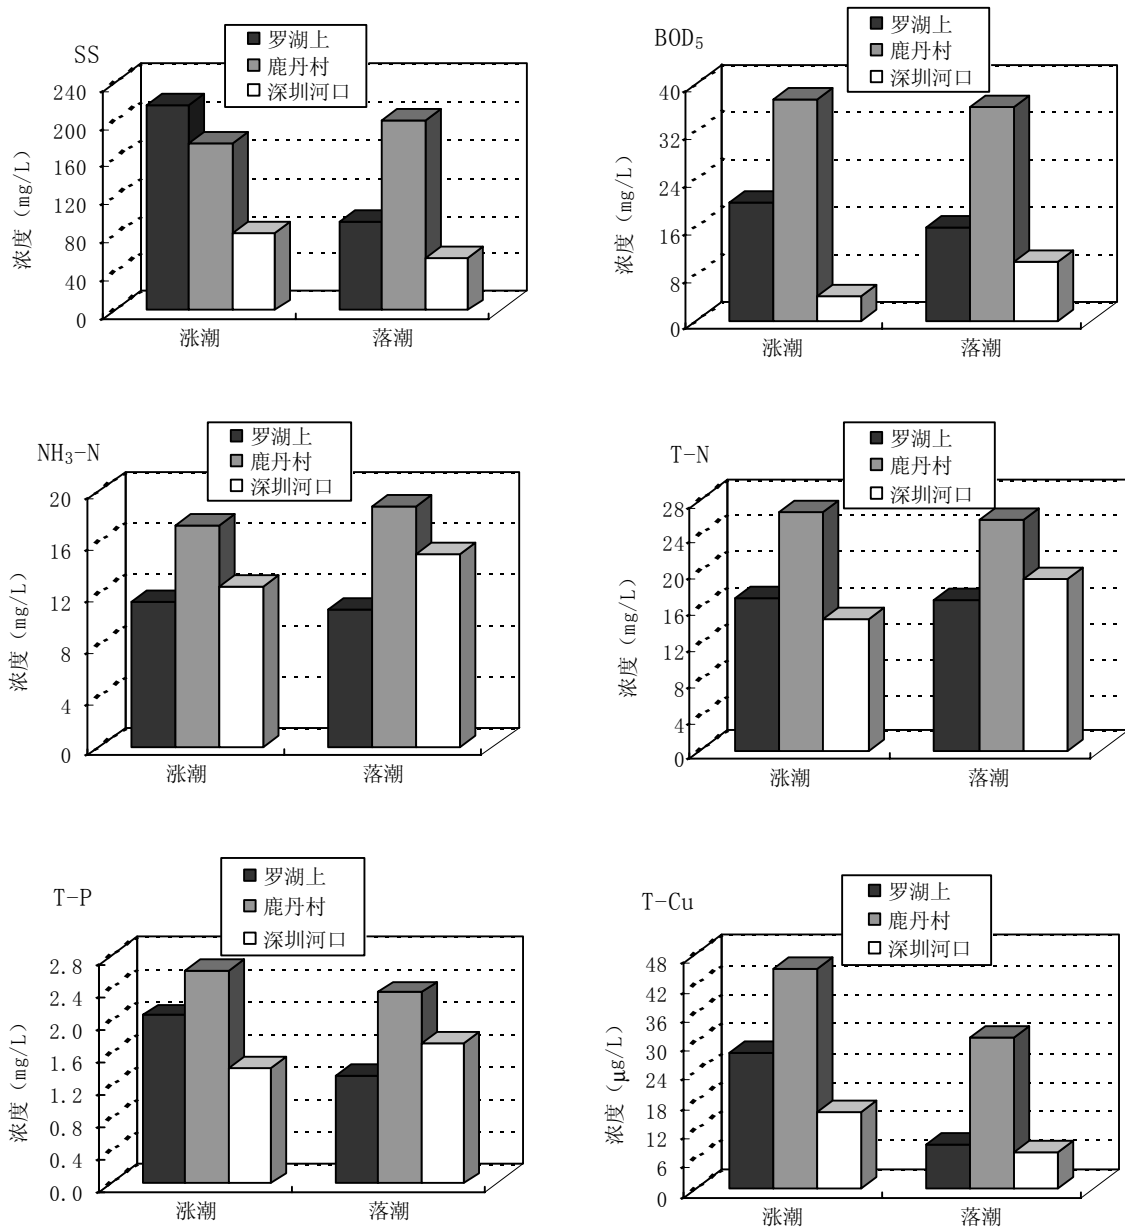 SS
罗湖上
鹿丹村
深圳河口
浓度（mg/L）
240
200
160
120
80
40
0
涨潮
落潮
BOD5
罗湖上
鹿丹村
深圳河口
浓度（mg/L）
40
32
24
16
8
0
涨潮
落潮
NH3-N
罗湖上
鹿丹村
深圳河口
浓度（mg/L）
20
16
12
8
4
0
涨潮
落潮
T-N
罗湖上
鹿丹村
深圳河口
浓度（mg/L）
28
24
20
16
12
8
4
0
涨潮
落潮
T-P
罗湖上
鹿丹村
深圳河口
浓度（mg/L）
2.8
2.4
2.0
1.6
1.2
0.8
0.4
0.0
涨潮
落潮
T-Cu
罗湖上
鹿丹村
深圳河口
浓度（μg/L）
48
42
36
30
24
18
12
6
0
涨潮
落潮